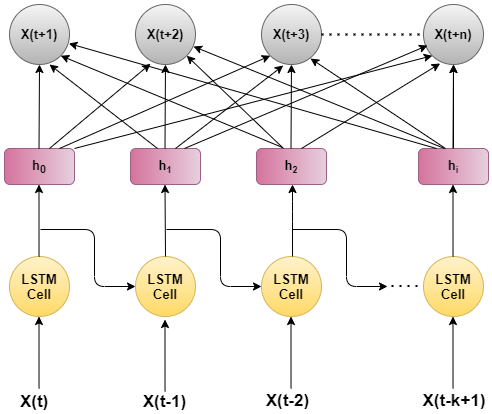 X(t+1) X(t+2) X(t+3) X(t+n)
h0 h1 h2 hi
LSTM Cell LSTM Cell LSTM Cell LSTM Cell
X(t) X(t-1) X(t-2) X(t-k+1)